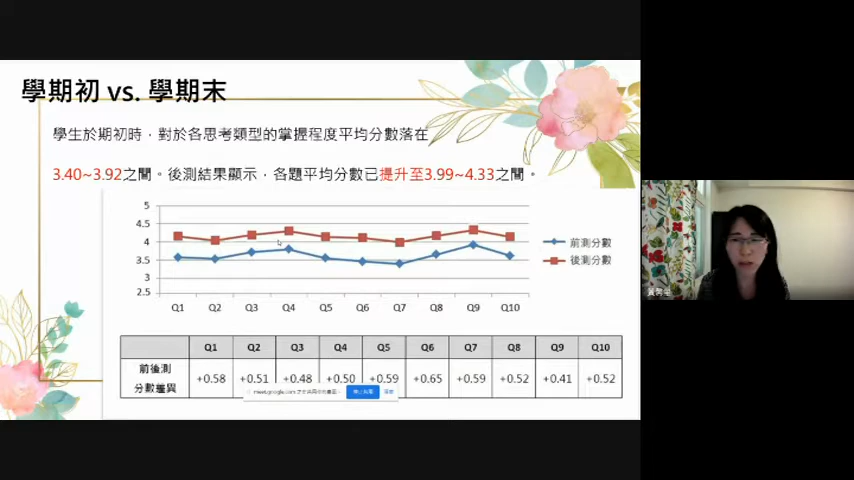 學期初 vs. 學期末
學生於期初時，對於各思考類型的掌握程度平均分數落在
3.40~3.92之間。後測結果顯示，各題平均分數已提升至3.99~4.33之間。
5
4.5
4
3.5
3
2.5
Q1 Q2 Q3 Q4 Q5 Q6 Q7 Q8 Q9 Q10
前測分數
後測分數
Q1 Q2 Q3 Q4 Q5 Q6 Q7 Q8 Q9 Q10
前後測
分數差異
+0.58 +0.51 +0.48 +0.50 +0.59 +0.65 +0.59 +0.52 +0.41 +0.52
meet.google.com